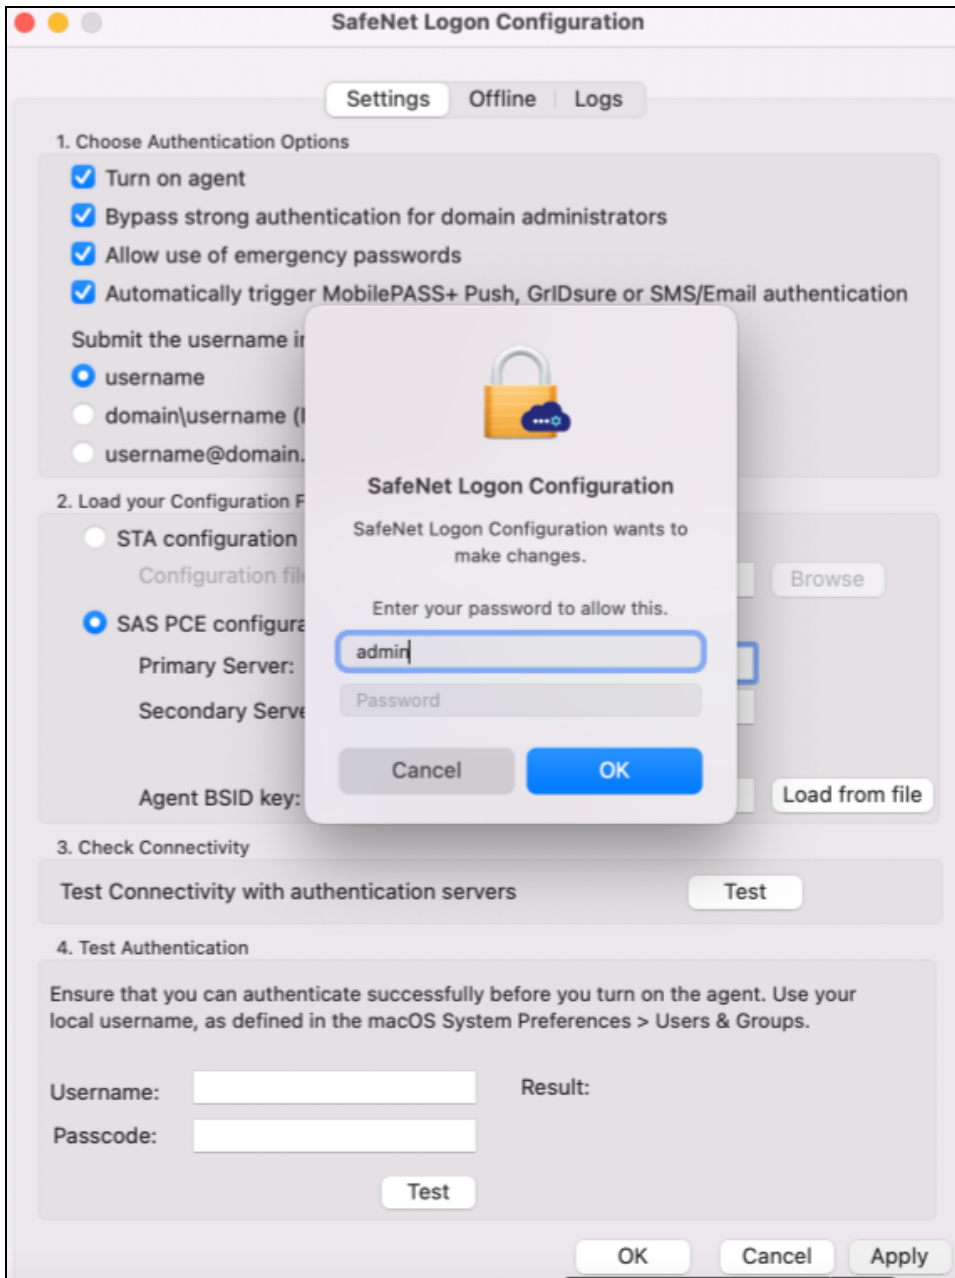 SafeNet Logon Configuration
Settings Offline Logs
1. Choose Authentication Options
Turn on agent
Bypass strong authentication for domain administrators
Allow use of emergency passwords
Automatically trigger MobilePASS+ Push, GrIDsure or SMS/Email authentication
Submit the username
username
domain\username
username@domain.
2. Load your Configuration
STA configuration
Configuration
Browse
SAS PCE
Primary Server:
Secondary
Agent BSID key:
Load from file
SafeNet Logon Configuration
SafeNet Logon Configuration wants to
make changes.
Enter your password to allow this.
admin
Password
Cancel OK
3. Check Connectivity
Test Connectivity with authentication servers Test
4. Test Authentication
Ensure that you can authenticate successfully before you turn on the agent. Use your
local username, as defined in the macOS System Preferences > Users & Groups.
Username: Result:
Passcode:
Test
OK Cancel Apply